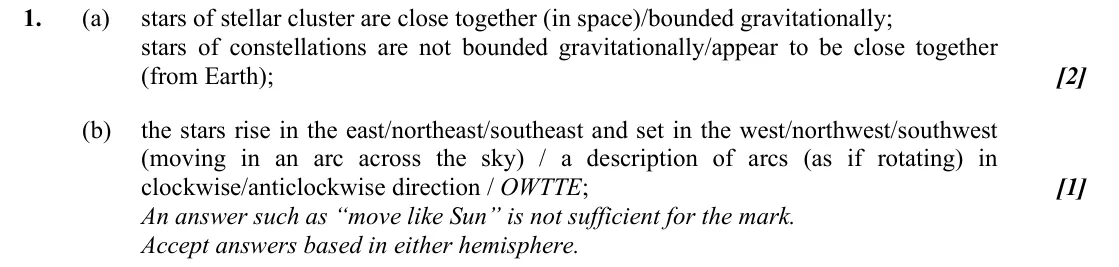 1. (a) stars of stellar cluster are close together (in space)/bounded gravitationally;
stars of constellations are not bounded gravitationally/appear to be close together
(from Earth); [2]
(b) the stars rise in the east/northeast/southeast and set in the west/northwest/southwest
(moving in an arc across the sky) / a description of arcs (as if rotating) in
clockwise/anticlockwise direction / OWTTE; [1]
An answer such as “move like Sun” is not sufficient for the mark.
Accept answers based in either hemisphere.